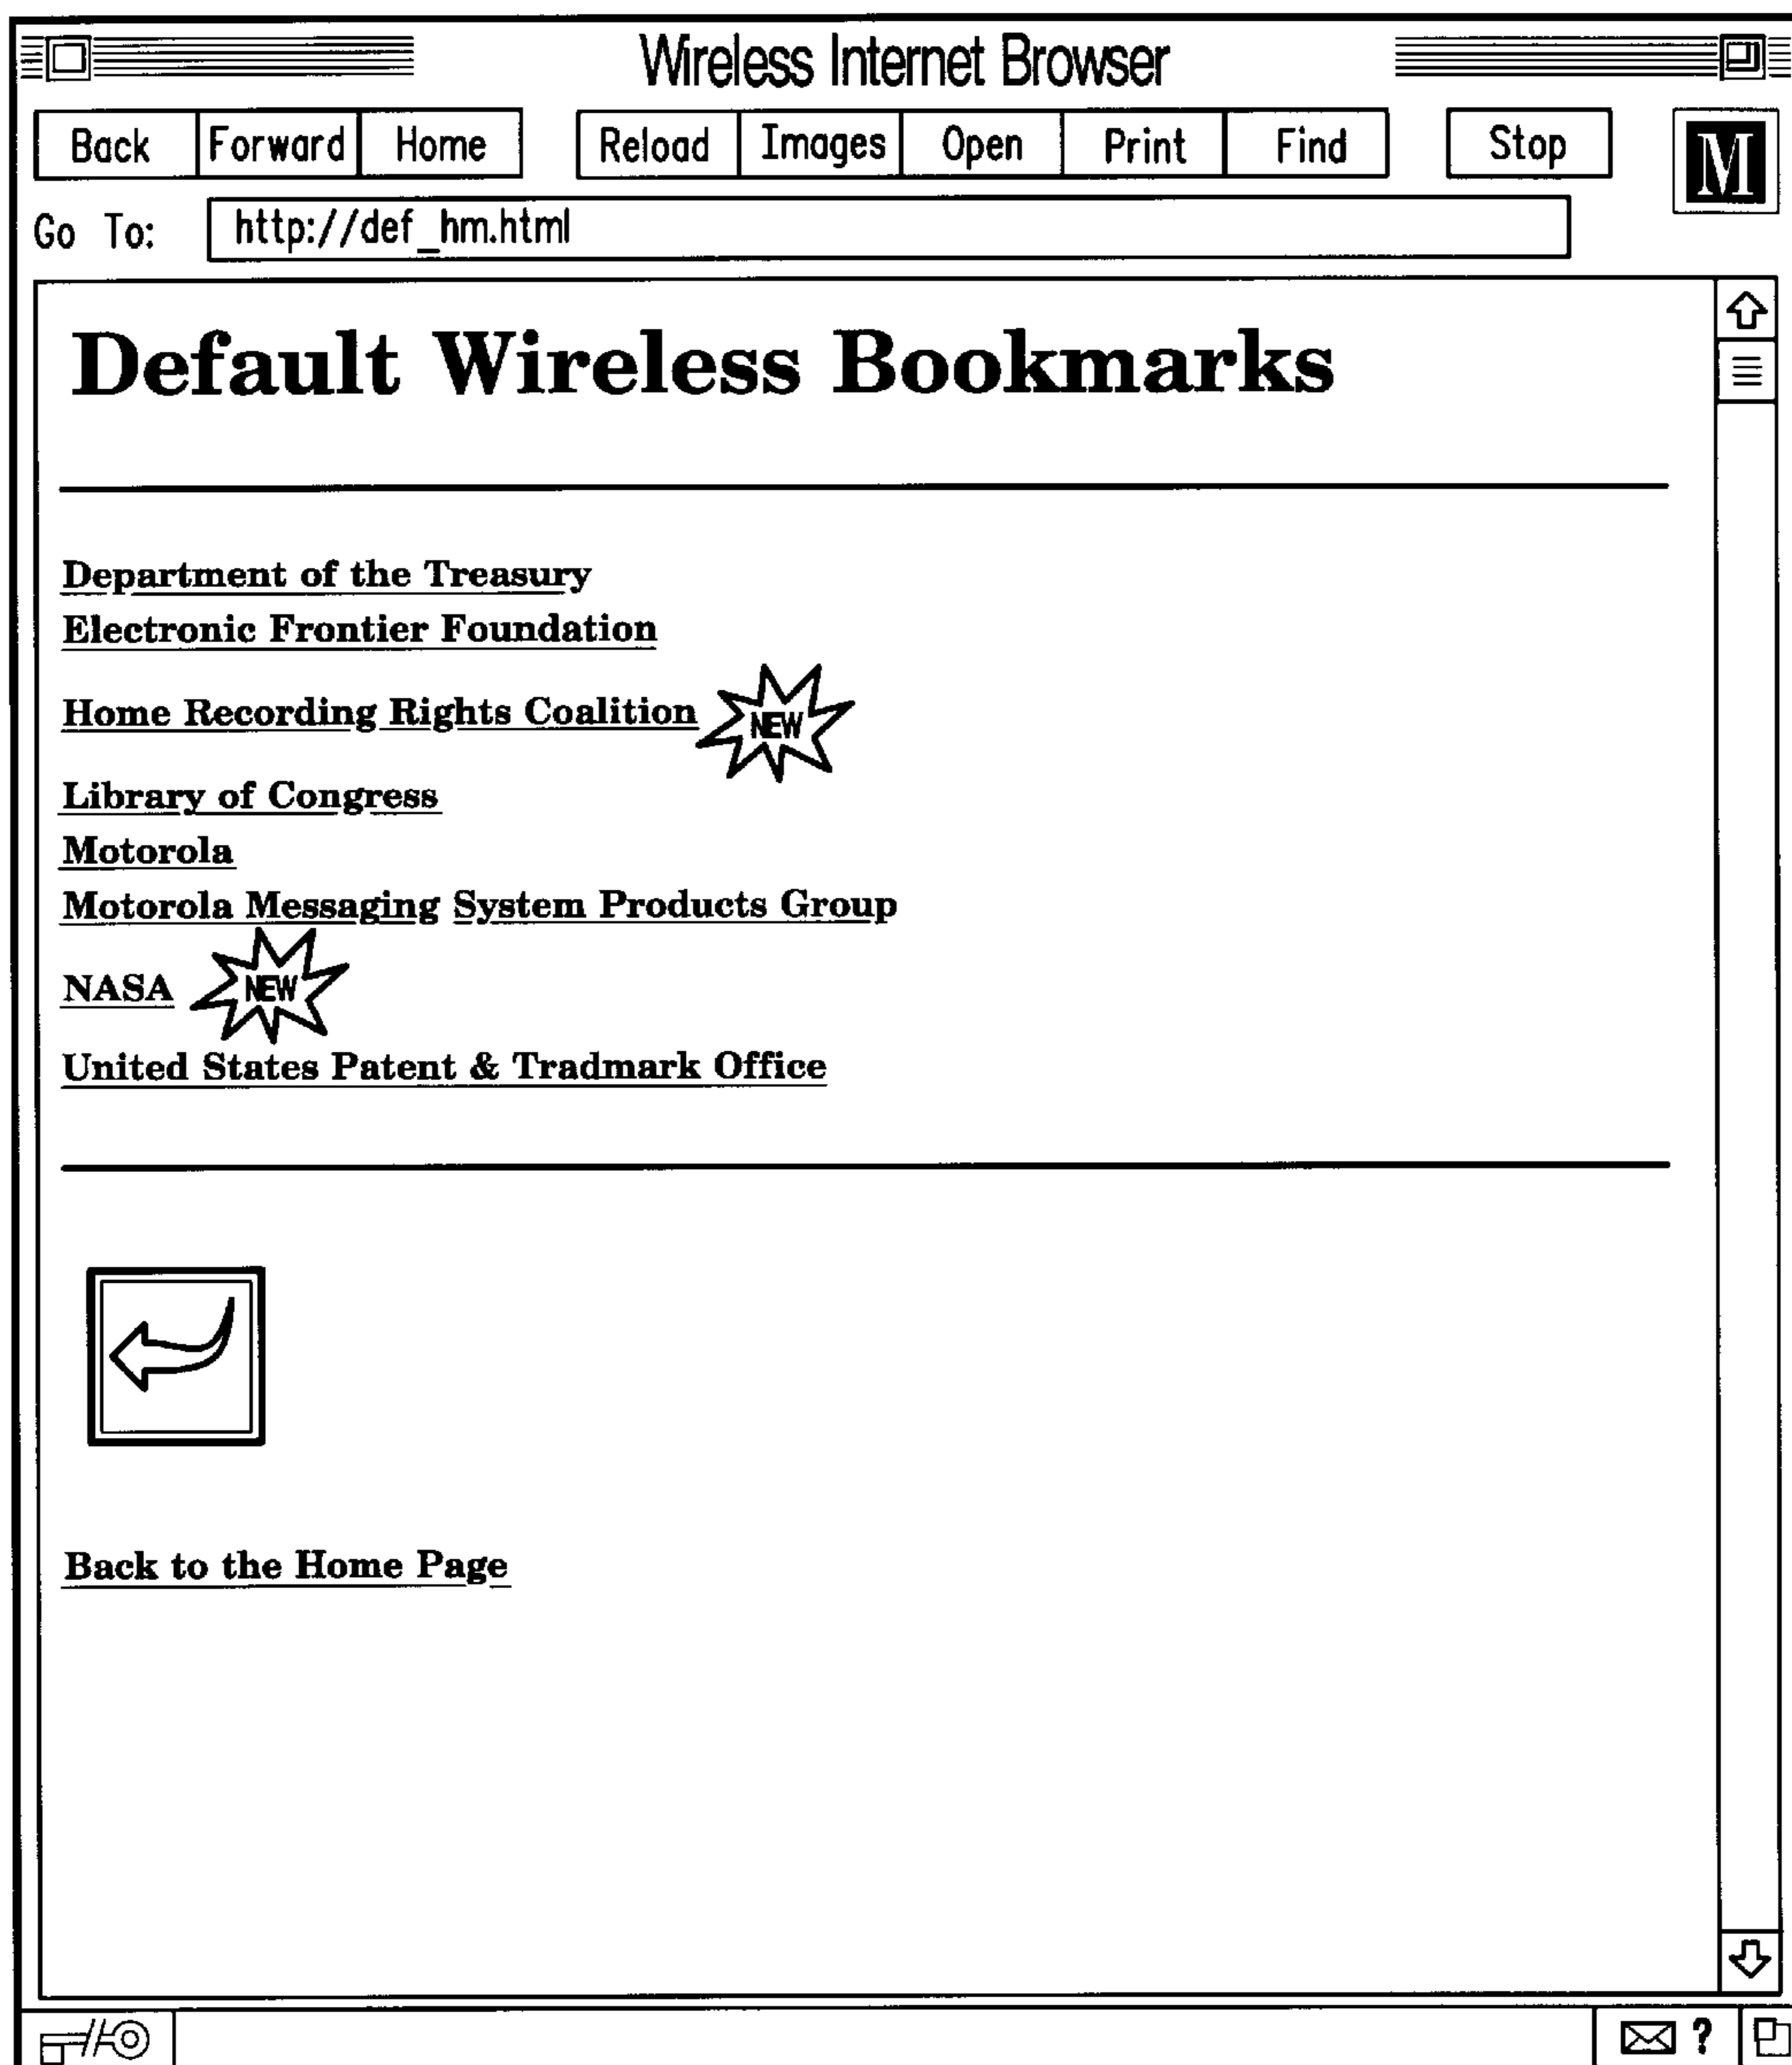 Wireless Internet Browser
Back Forward Home Reload Images Open Print Find Stop M
Go To: http://def_hm.html
Default Wireless Bookmarks
Department of the Treasury
Electronic Frontier Foundation
Home Recording Rights Coalition NEW
Library of Congress
Motorola
Motorola Messaging System Products Group
NASA NEW
United States Patent & Tradmark Office
Back to the Home Page
?